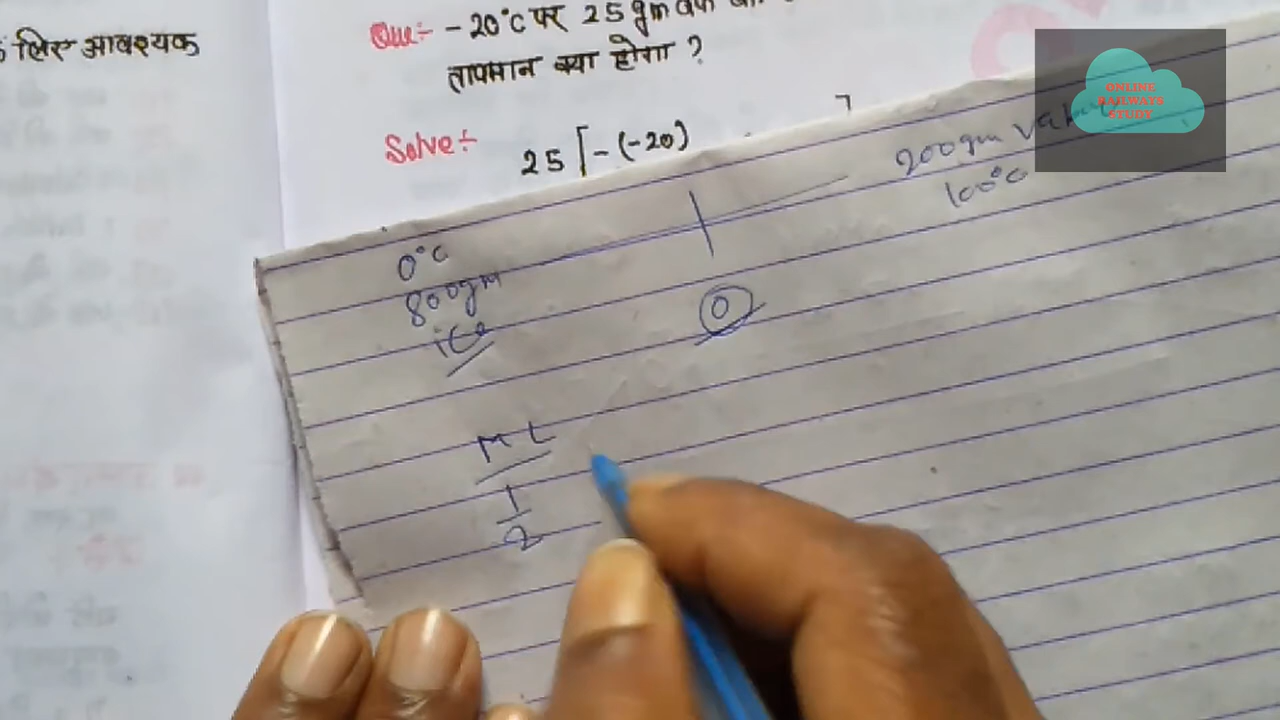 लिए आवश्यक
Que:- -20°C पर 25 gm
तापमान क्या होगा ?
Solve:-
25 [-(-20)
ONLINE
RAILWAYS
STUDY
200gm
100°C
0°C
800gm
ice
0
ML
1
2